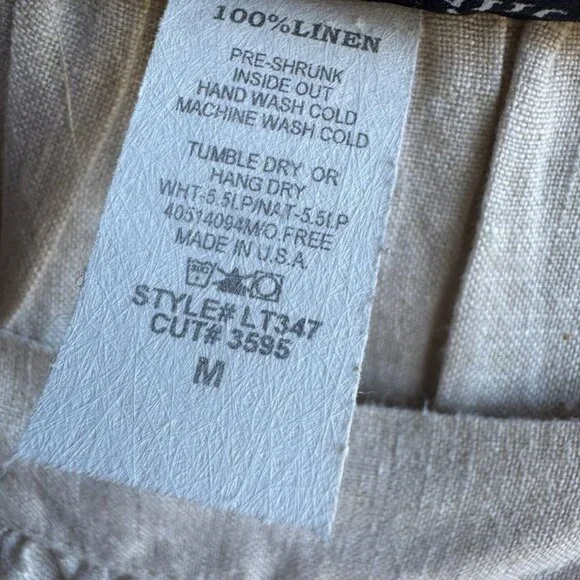 100%LINEN
PRE-SHRUNK
INSIDE OUT
HAND WASH COLD
MACHINE WASH COLD
TUMBLE DRY OR
HANG DRY
WHT-5.5LP/NAT-5.5LP
40514094M/O FREE
MADE IN U.S.A
STYLE# LT347
CUT# 3595
M